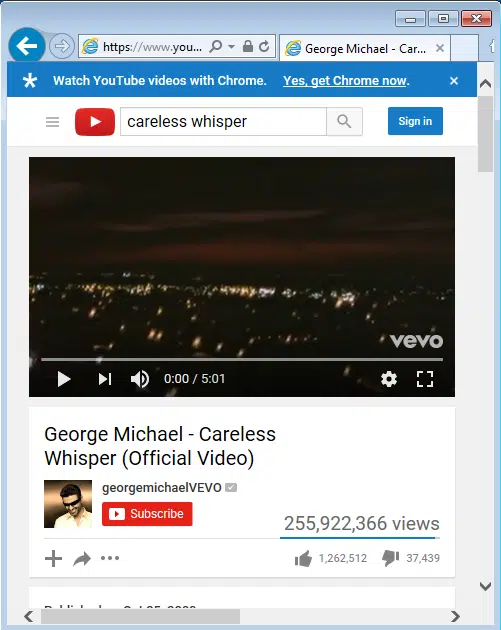 https://www.you...
George Michael - Car...
Watch YouTube videos with Chrome. Yes, get Chrome now.
careless whisper
Sign in
vevo
0:00 / 5:01
George Michael - Careless
Whisper (Official Video)
georgemichaelVEVO
Subscribe
255,922,366 views
1,262,512
37,439